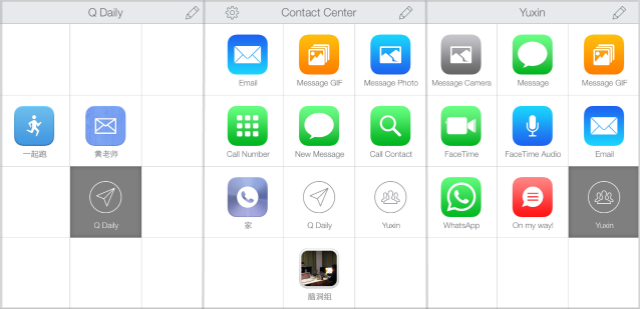 Q Daily
一起跑
黄老师
Q Daily
Contact Center
Email
Message GIF
Message Photo
Call Number
New Message
Call Contact
家
Q Daily
Yuxin
脑洞组
Yuxin
Message Camera
Message
Message GIF
FaceTime
FaceTime Audio
Email
WhatsApp
On my way!
Yuxin